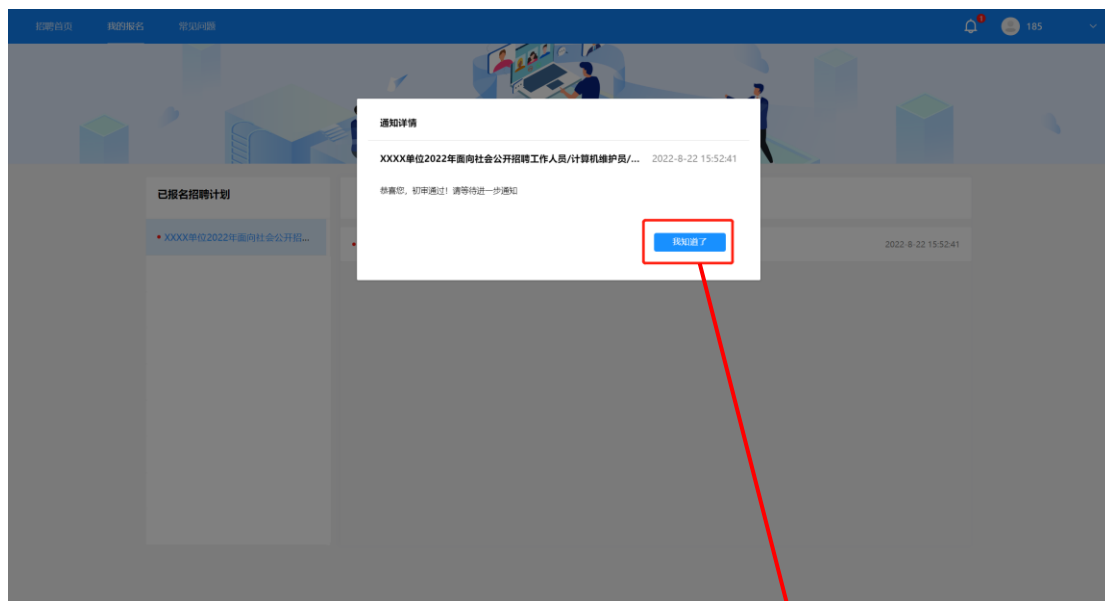 招聘首页 我的报名 常见问题
1 185
通知详情
XXXX单位2022年面向社会公开招聘工作人员/计算机维护员/... 2022-8-22 15:52:41
恭喜您，初审通过！请等待进一步通知
我知道了
已报名招聘计划
XXXX单位2022年面向社会公开招...
2022-8-22 15:52:41